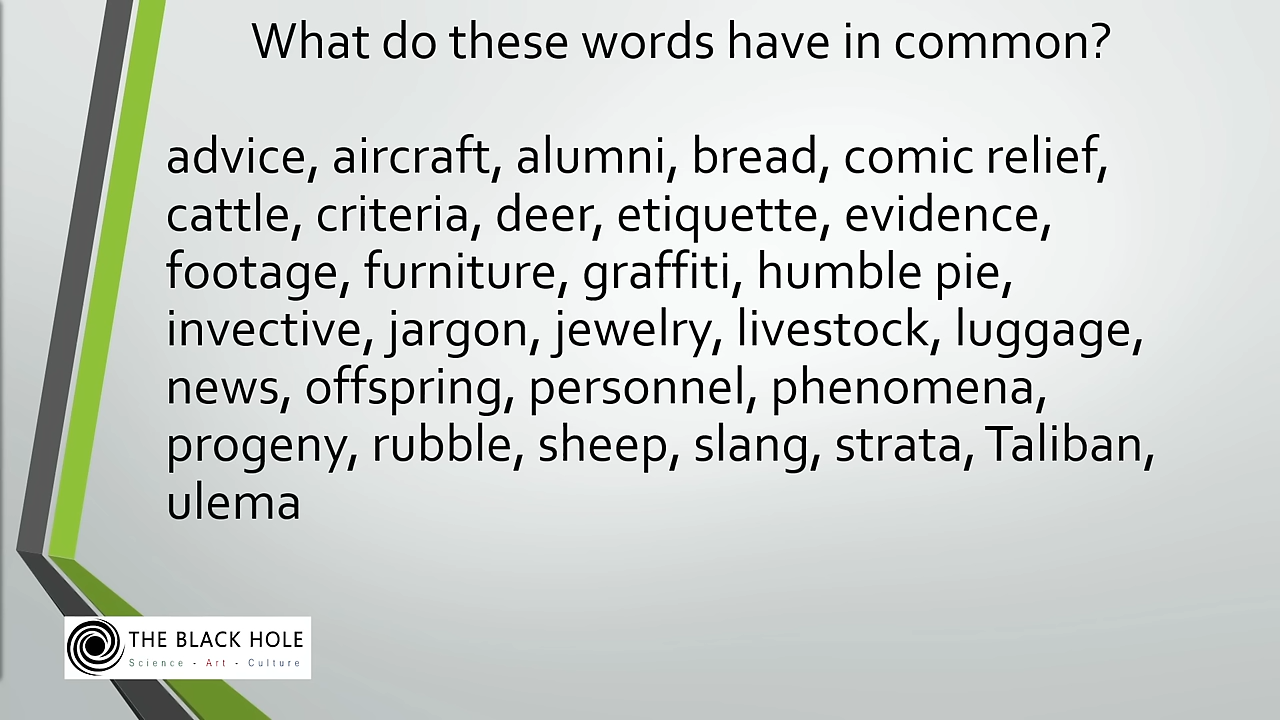 What do these words have in common?
advice, aircraft, alumni, bread, comic relief,
cattle, criteria, deer, etiquette, evidence,
footage, furniture, graffiti, humble pie,
invective, jargon, jewelry, livestock, luggage,
news, offspring, personnel, phenomena,
progeny, rubble, sheep, slang, strata, Taliban,
ulema
THE BLACK HOLE
Science - Art - Culture